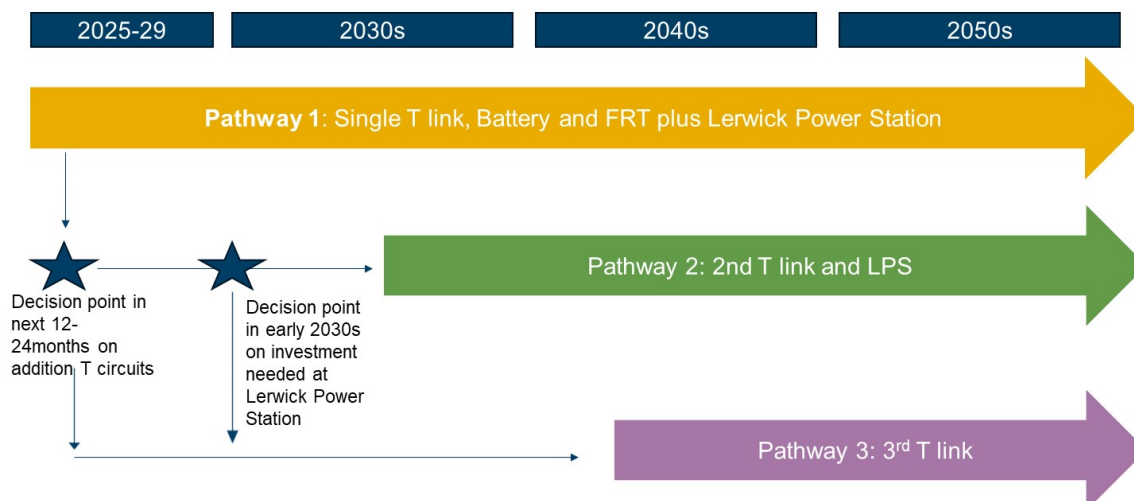 2025-29
2030s
2040s
2050s
Pathway 1: Single T link, Battery and FRT plus Lerwick Power Station
Pathway 2: 2nd T link and LPS
Decision point in
next 12-
24months on
addition T circuits
Decision point
in early 2030s
on investment
needed at
Lerwick Power
Station
Pathway 3: 3rd T link